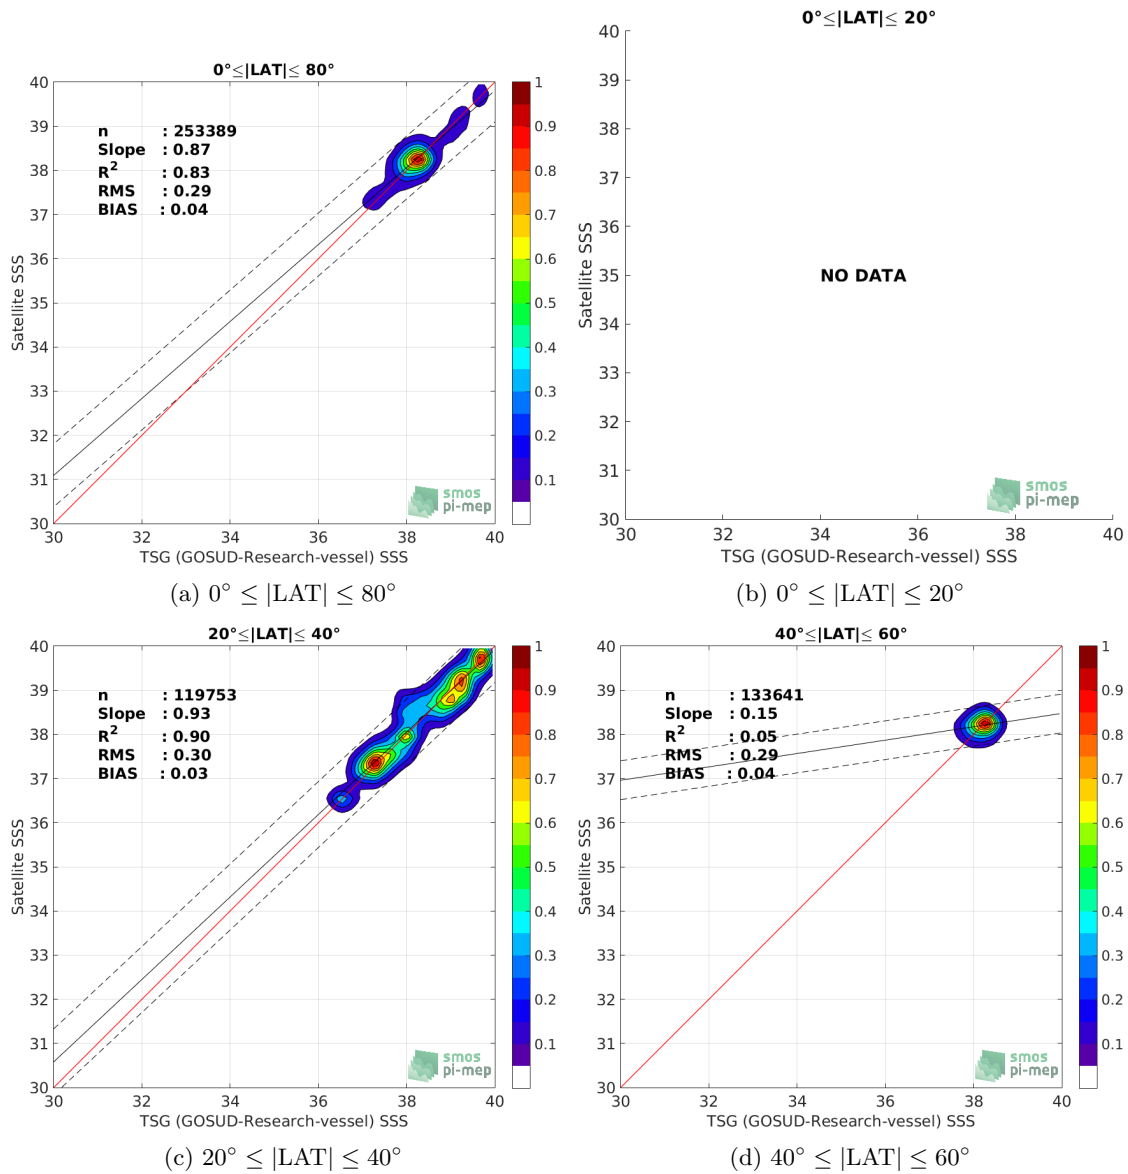 0°≤|LAT|≤ 80°
40
39
38
37
36
35
34
33
32
31
30
Satellite SSS
n : 253389
Slope : 0.87
R2 : 0.83
RMS : 0.29
BIAS : 0.04
1
0.9
0.8
0.7
0.6
0.5
0.4
0.3
0.2
0.1
smos
pi-mep
30 32 34 36 38 40
TSG (GOSUD-Research-vessel) SSS
(a) 0° ≤ |LAT| ≤ 80°
0°≤|LAT|≤ 20°
40
39
38
37
36
35
34
33
32
31
30
Satellite SSS
NO DATA
smos
pi-mep
30 32 34 36 38 40
TSG (GOSUD-Research-vessel) SSS
(b) 0° ≤ |LAT| ≤ 20°
20°≤|LAT|≤ 40°
40
39
38
37
36
35
34
33
32
31
30
Satellite SSS
n : 119753
Slope : 0.93
R2 : 0.90
RMS : 0.30
BIAS : 0.03
1
0.9
0.8
0.7
0.6
0.5
0.4
0.3
0.2
0.1
smos
pi-mep
30 32 34 36 38 40
TSG (GOSUD-Research-vessel) SSS
(c) 20° ≤ |LAT| ≤ 40°
40°≤|LAT|≤ 60°
40
39
38
37
36
35
34
33
32
31
30
Satellite SSS
n : 133641
Slope : 0.15
R2 : 0.05
RMS : 0.29
BIAS : 0.04
1
0.9
0.8
0.7
0.6
0.5
0.4
0.3
0.2
0.1
smos
pi-mep
30 32 34 36 38 40
TSG (GOSUD-Research-vessel) SSS
(d) 40° ≤ |LAT| ≤ 60°